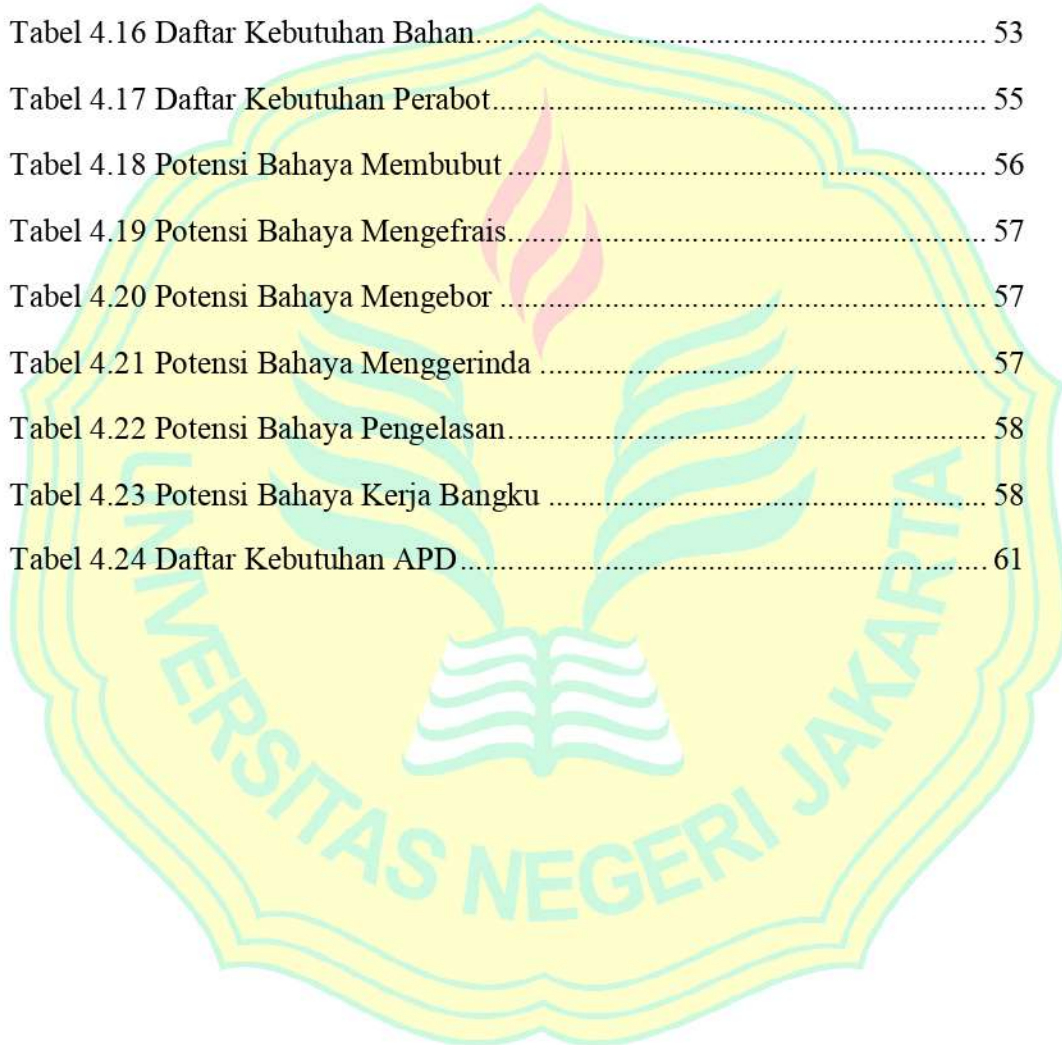 Tabel 4.16 Daftar Kebutuhan Bahan.......................................................................... 53
Tabel 4.17 Daftar Kebutuhan Perabot....................................................................... 55
Tabel 4.18 Potensi Bahaya Membubut ..................................................................... 56
Tabel 4.19 Potensi Bahaya Mengefrais..................................................................... 57
Tabel 4.20 Potensi Bahaya Mengebor ...................................................................... 57
Tabel 4.21 Potensi Bahaya Menggerinda ................................................................. 57
Tabel 4.22 Potensi Bahaya Pengelasan..................................................................... 58
Tabel 4.23 Potensi Bahaya Kerja Bangku ................................................................ 58
Tabel 4.24 Daftar Kebutuhan APD........................................................................... 61
UNIVERSITAS NEGERI JAKARTA